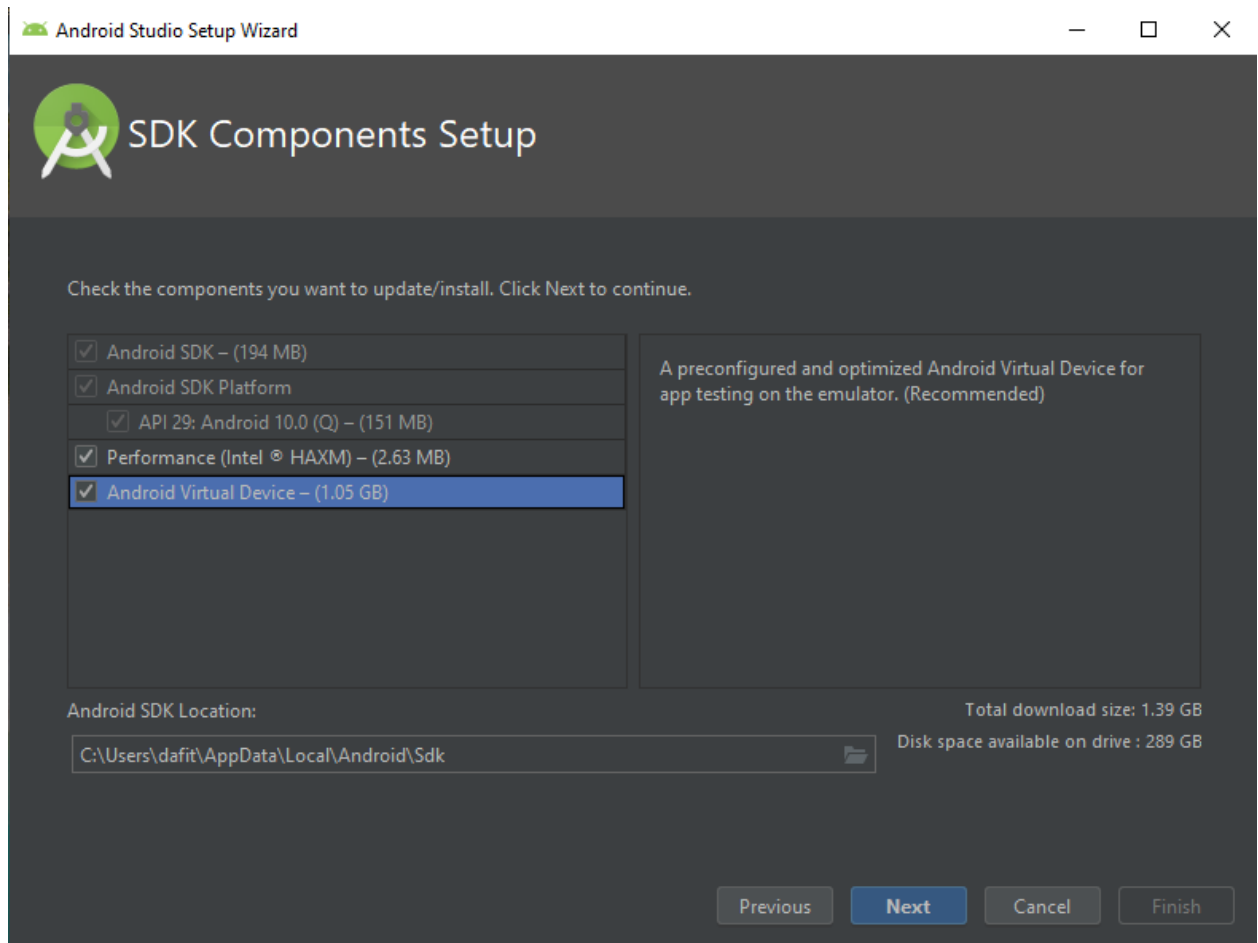 Android Studio Setup Wizard
SDK Components Setup
Check the components you want to update/install. Click Next to continue.
Android SDK – (194 MB)
Android SDK Platform
API 29: Android 10.0 (Q) – (151 MB)
Performance (Intel ® HAXM) – (2.63 MB)
Android Virtual Device – (1.05 GB)
A preconfigured and optimized Android Virtual Device for
app testing on the emulator. (Recommended)
Android SDK Location:
Total download size: 1.39 GB
C:\Users\dafit\AppData\Local\Android\Sdk
Disk space available on drive : 289 GB
Previous
Next
Cancel
Finish